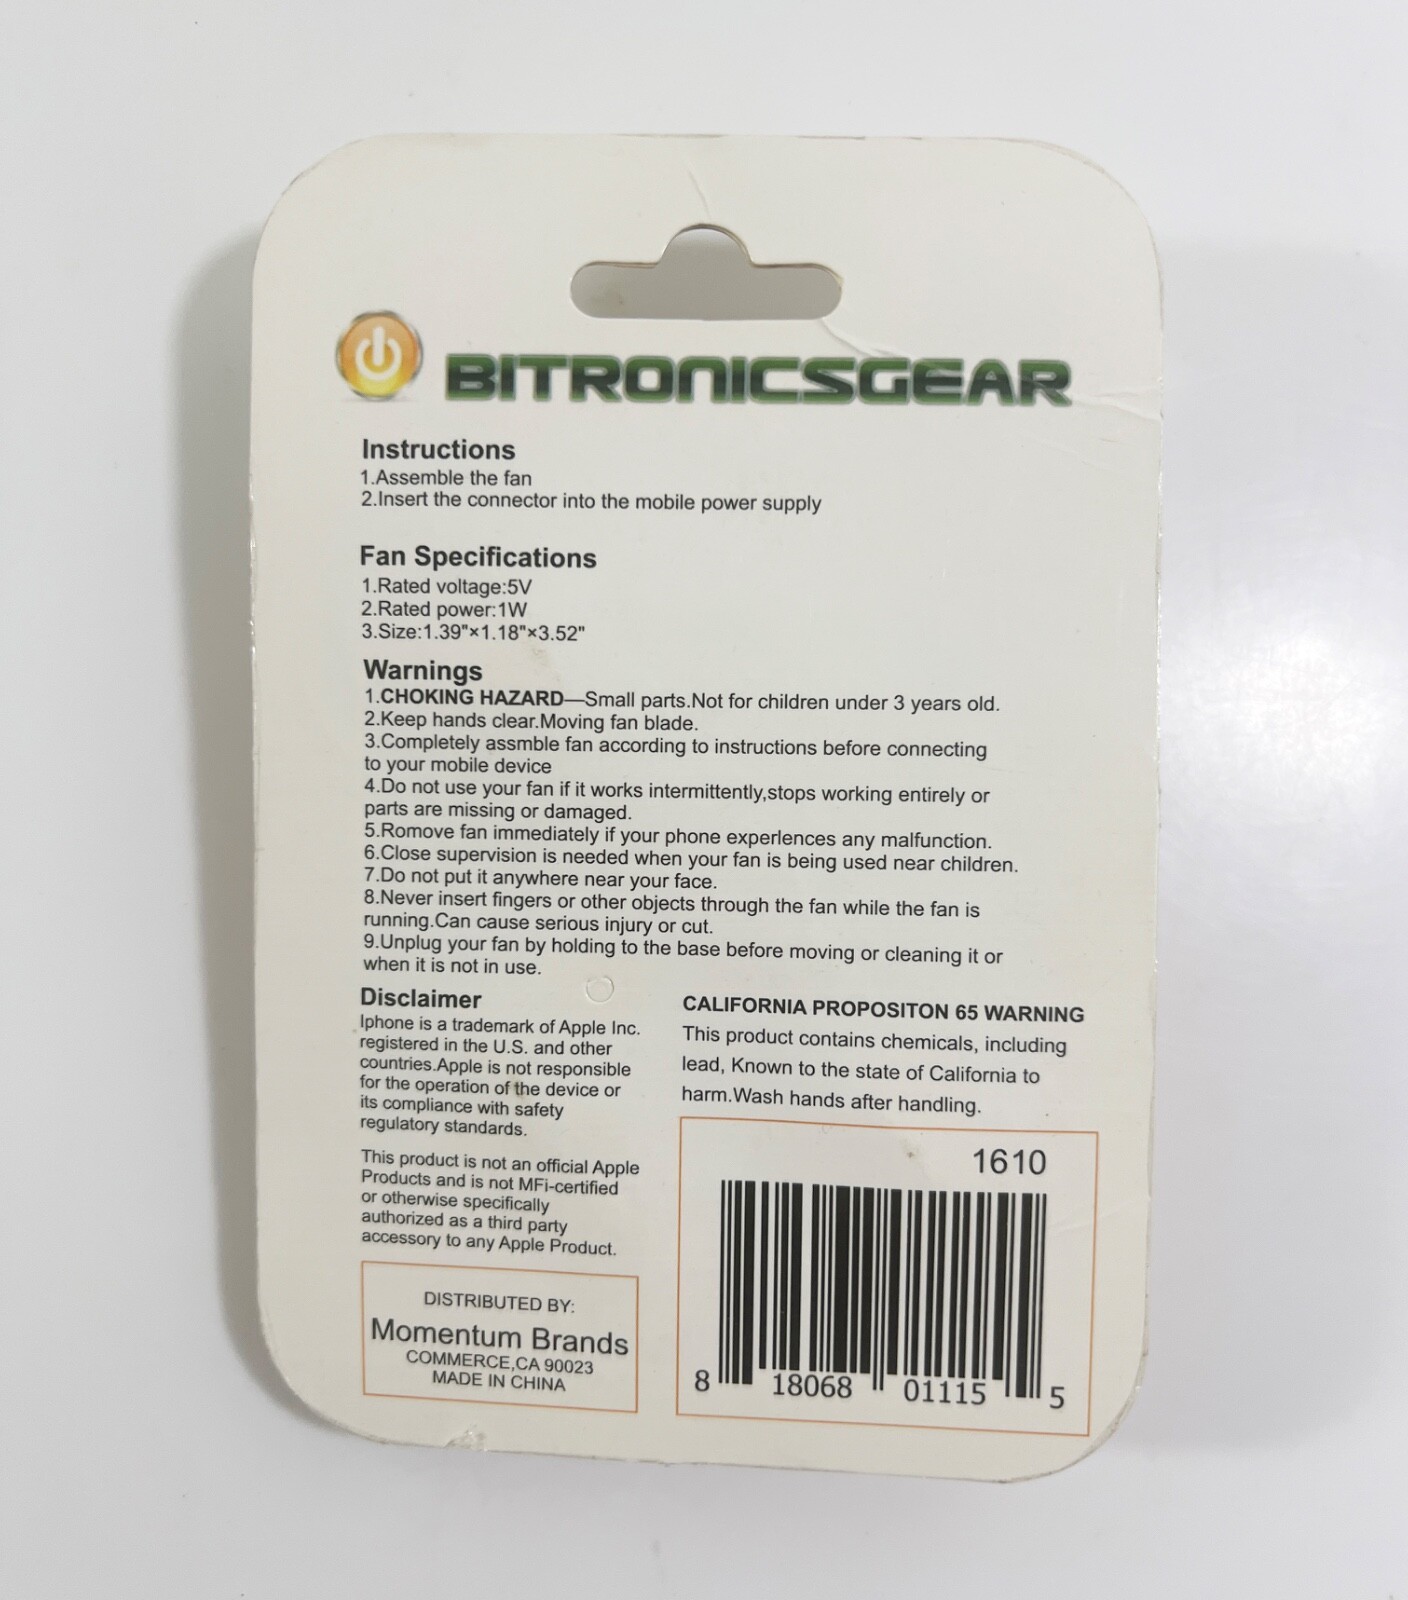 BITRONICSGEAR
Instructions
1.Assemble the fan
2.Insert the connector into the mobile power supply
Fan Specifications
1.Rated voltage:5V
2.Rated power:1W
3.Size:1.39"×1.18"×3.52"
Warnings
1.CHOKING HAZARD—Small parts.Not for children under 3 years old.
2.Keep hands clear.Moving fan blade.
3.Completely assmble fan according to instructions before connecting
to your mobile device
4.Do not use your fan if it works intermittently,stops working entirely or
parts are missing or damaged.
5.Romove fan immediately if your phone experlences any malfunction.
6.Close supervision is needed when your fan is being used near children.
7.Do not put it anywhere near your face.
8.Never insert fingers or other objects through the fan while the fan is
running.Can cause serious injury or cut.
9.Unplug your fan by holding to the base before moving or cleaning it or
when it is not in use.
Disclaimer
Iphone is a trademark of Apple Inc.
registered in the U.S. and other
countries.Apple is not responsible
for the operation of the device or
its compliance with safety
regulatory standards.
This product is not an official Apple
Products and is not MFi-certified
or otherwise specifically
authorized as a third party
accessory to any Apple Product.
DISTRIBUTED BY:
Momentum Brands
COMMERCE,CA 90023
MADE IN CHINA
CALIFORNIA PROPOSITON 65 WARNING
This product contains chemicals, including
lead, Known to the state of California to
harm.Wash hands after handling.
1610
8 18068 01115 5